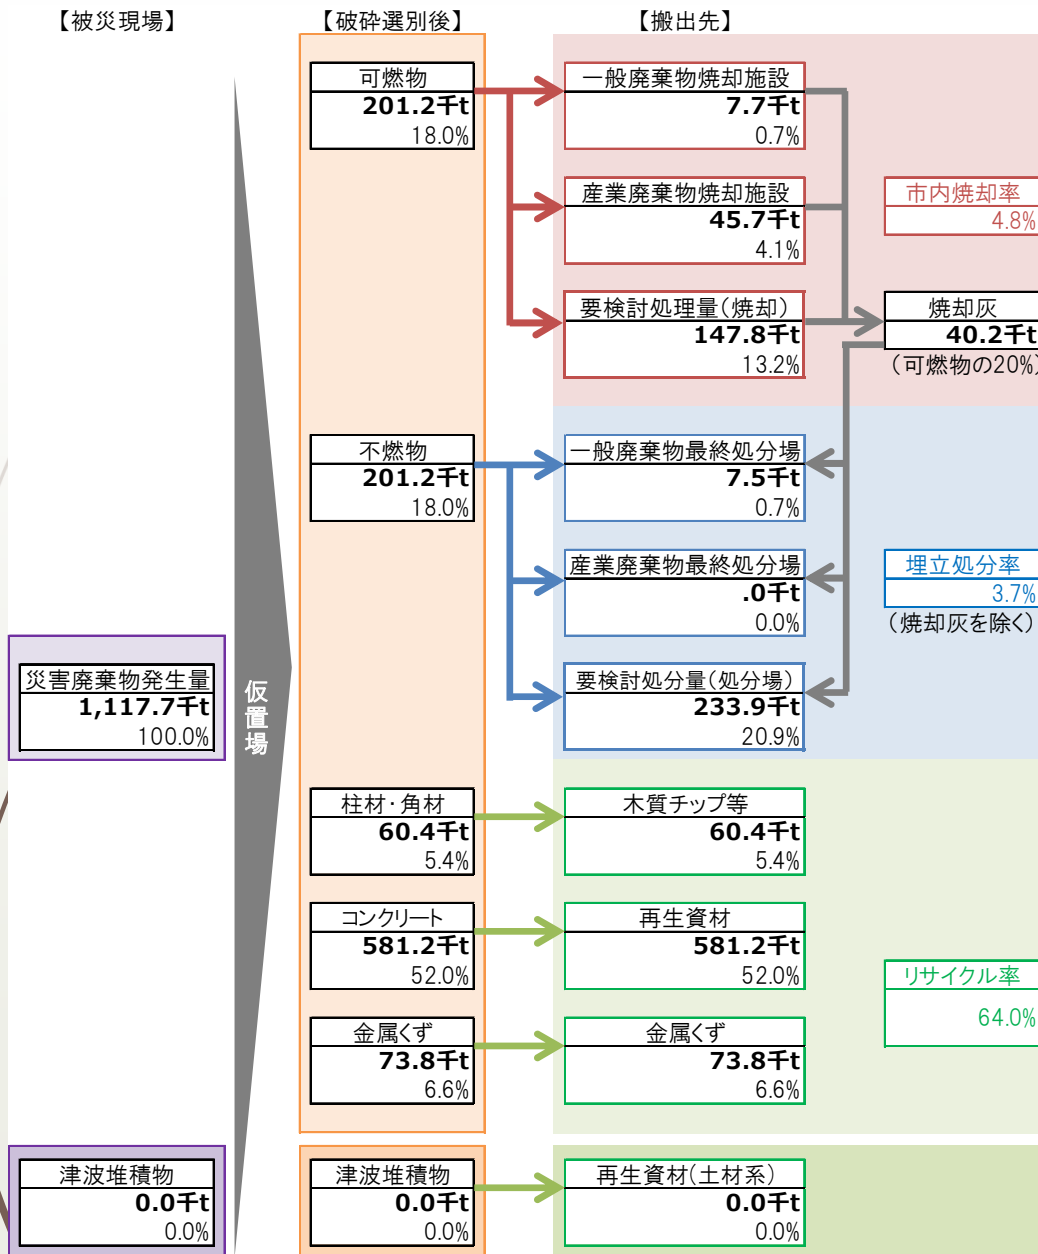 【被災現場】
【破砕選別後】
【搬出先】
可燃物
201.2千t
18.0%
一般廃棄物焼却施設
7.7千t
0.7%
産業廃棄物焼却施設
45.7千t
4.1%
市内焼却率
4.8%
要検討処理量(焼却)
147.8千t
13.2%
焼却灰
40.2千t
(可燃物の20%)
不燃物
201.2千t
18.0%
一般廃棄物最終処分場
7.5千t
0.7%
産業廃棄物最終処分場
.0千t
0.0%
埋立処分率
3.7%
(焼却灰を除く)
災害廃棄物発生量
1,117.7千t
100.0%
仮置場
要検討処分量(処分場)
233.9千t
20.9%
柱材・角材
60.4千t
5.4%
木質チップ等
60.4千t
5.4%
コンクリート
581.2千t
52.0%
再生資材
581.2千t
52.0%
リサイクル率
64.0%
金属くず
73.8千t
6.6%
金属くず
73.8千t
6.6%
津波堆積物
0.0千t
0.0%
津波堆積物
0.0千t
0.0%
再生資材(土材系)
0.0千t
0.0%